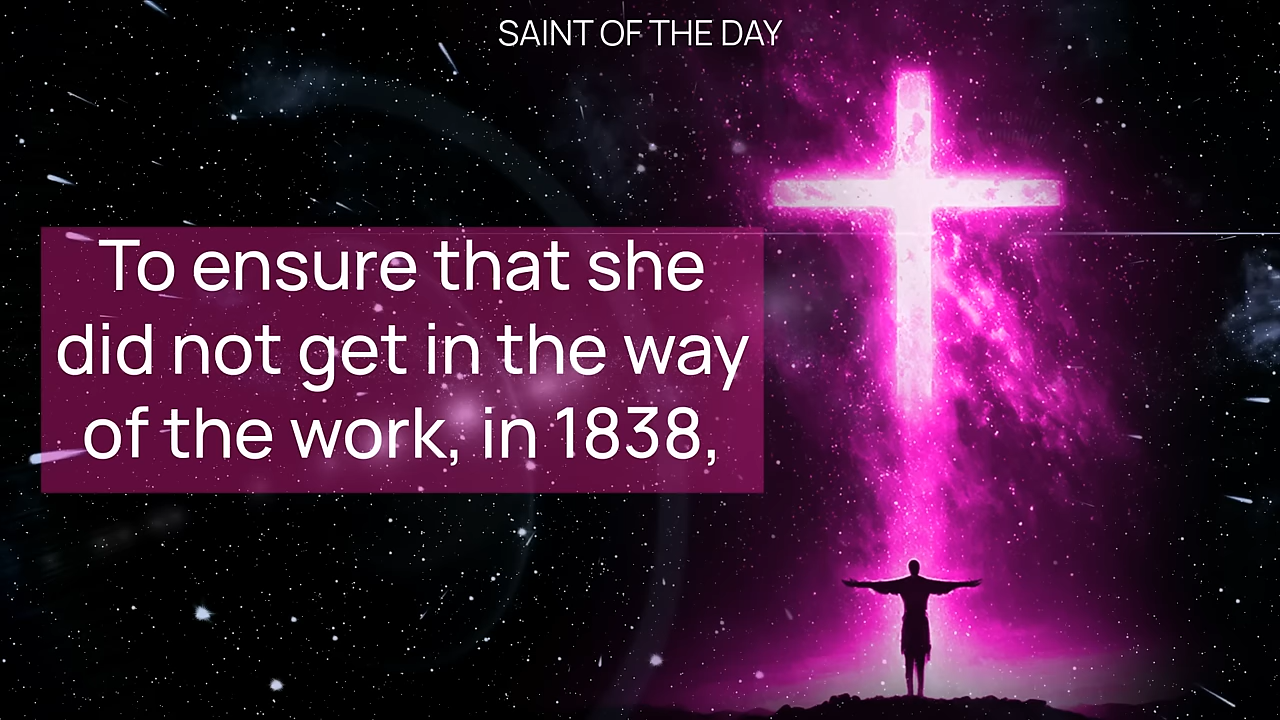 SAINT OF THE DAY
To ensure that she
did not get in the way
of the work, in 1838,